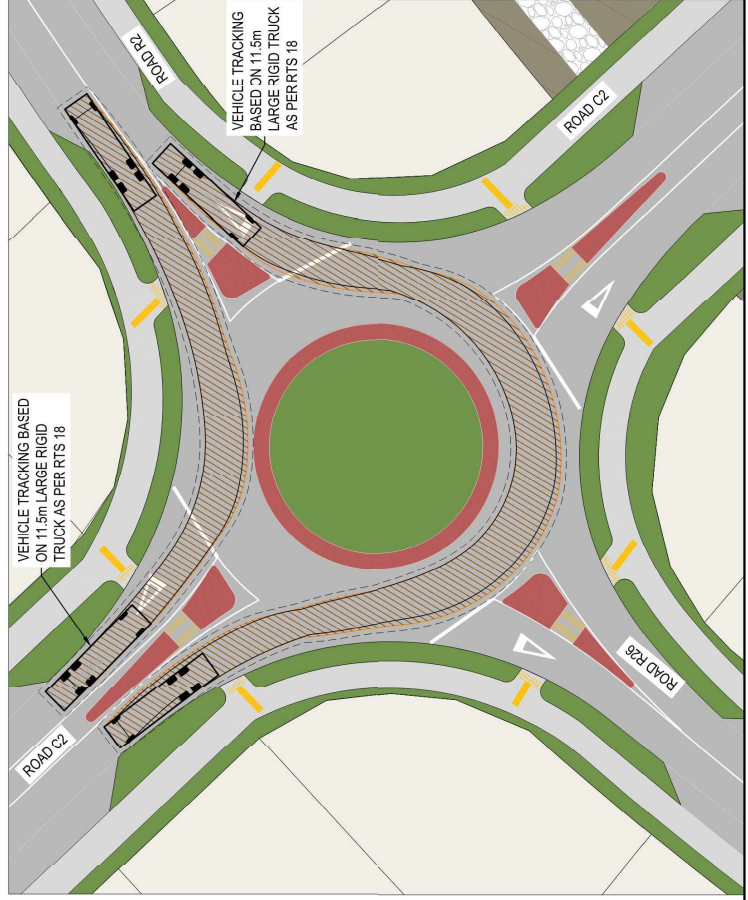 VEHICLE TRACKING BASED
ON 11.5m LARGE RIGID
TRUCK AS PER RTS 18
ROAD R2
VEHICLE TRACKING
BASED ON 11.5m
LARGE RIGID TRUCK
AS PER RTS 18
ROAD C2
ROAD C2
ROAD R26